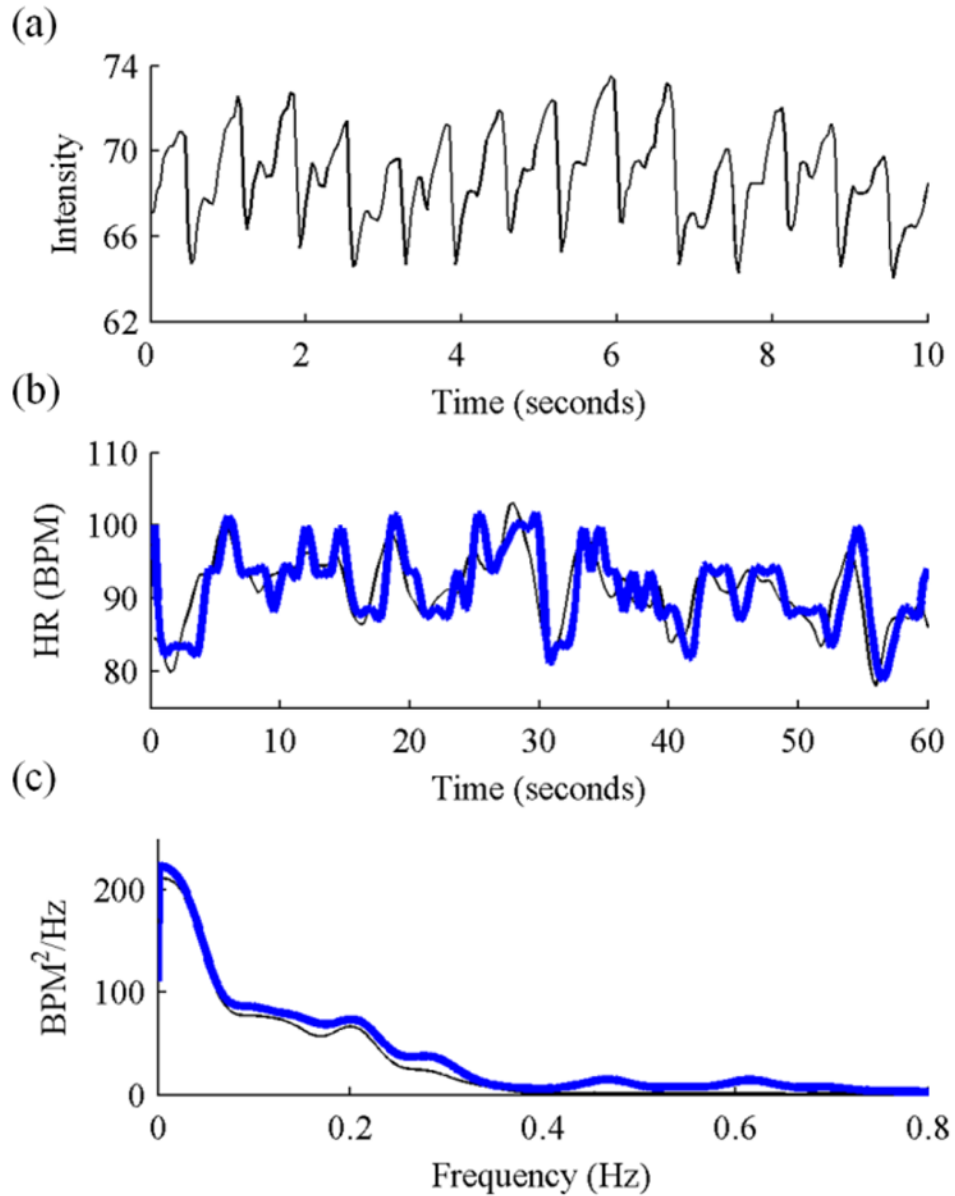 (a)
74
70
66
62
Intensity
0 2 4 6 8 10
Time (seconds)
(b)
110
100
90
80
HR (BPM)
0 10 20 30 40 50 60
Time (seconds)
(c)
200
100
0
BPM²/Hz
0 0.2 0.4 0.6 0.8
Frequency (Hz)